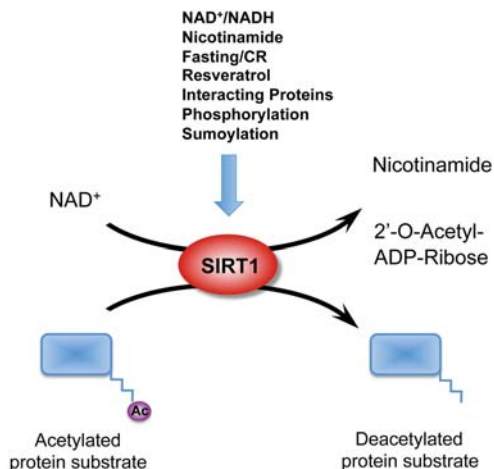 NAD⁺/NADH
Nicotinamide
Fasting/CR
Resveratrol
Interacting Proteins
Phosphorylation
Sumoylation
Nicotinamide
NAD⁺
2'-O-Acetyl-
ADP-Ribose
SIRT1
Ac
Acetylated
protein substrate
Deacetylated
protein substrate